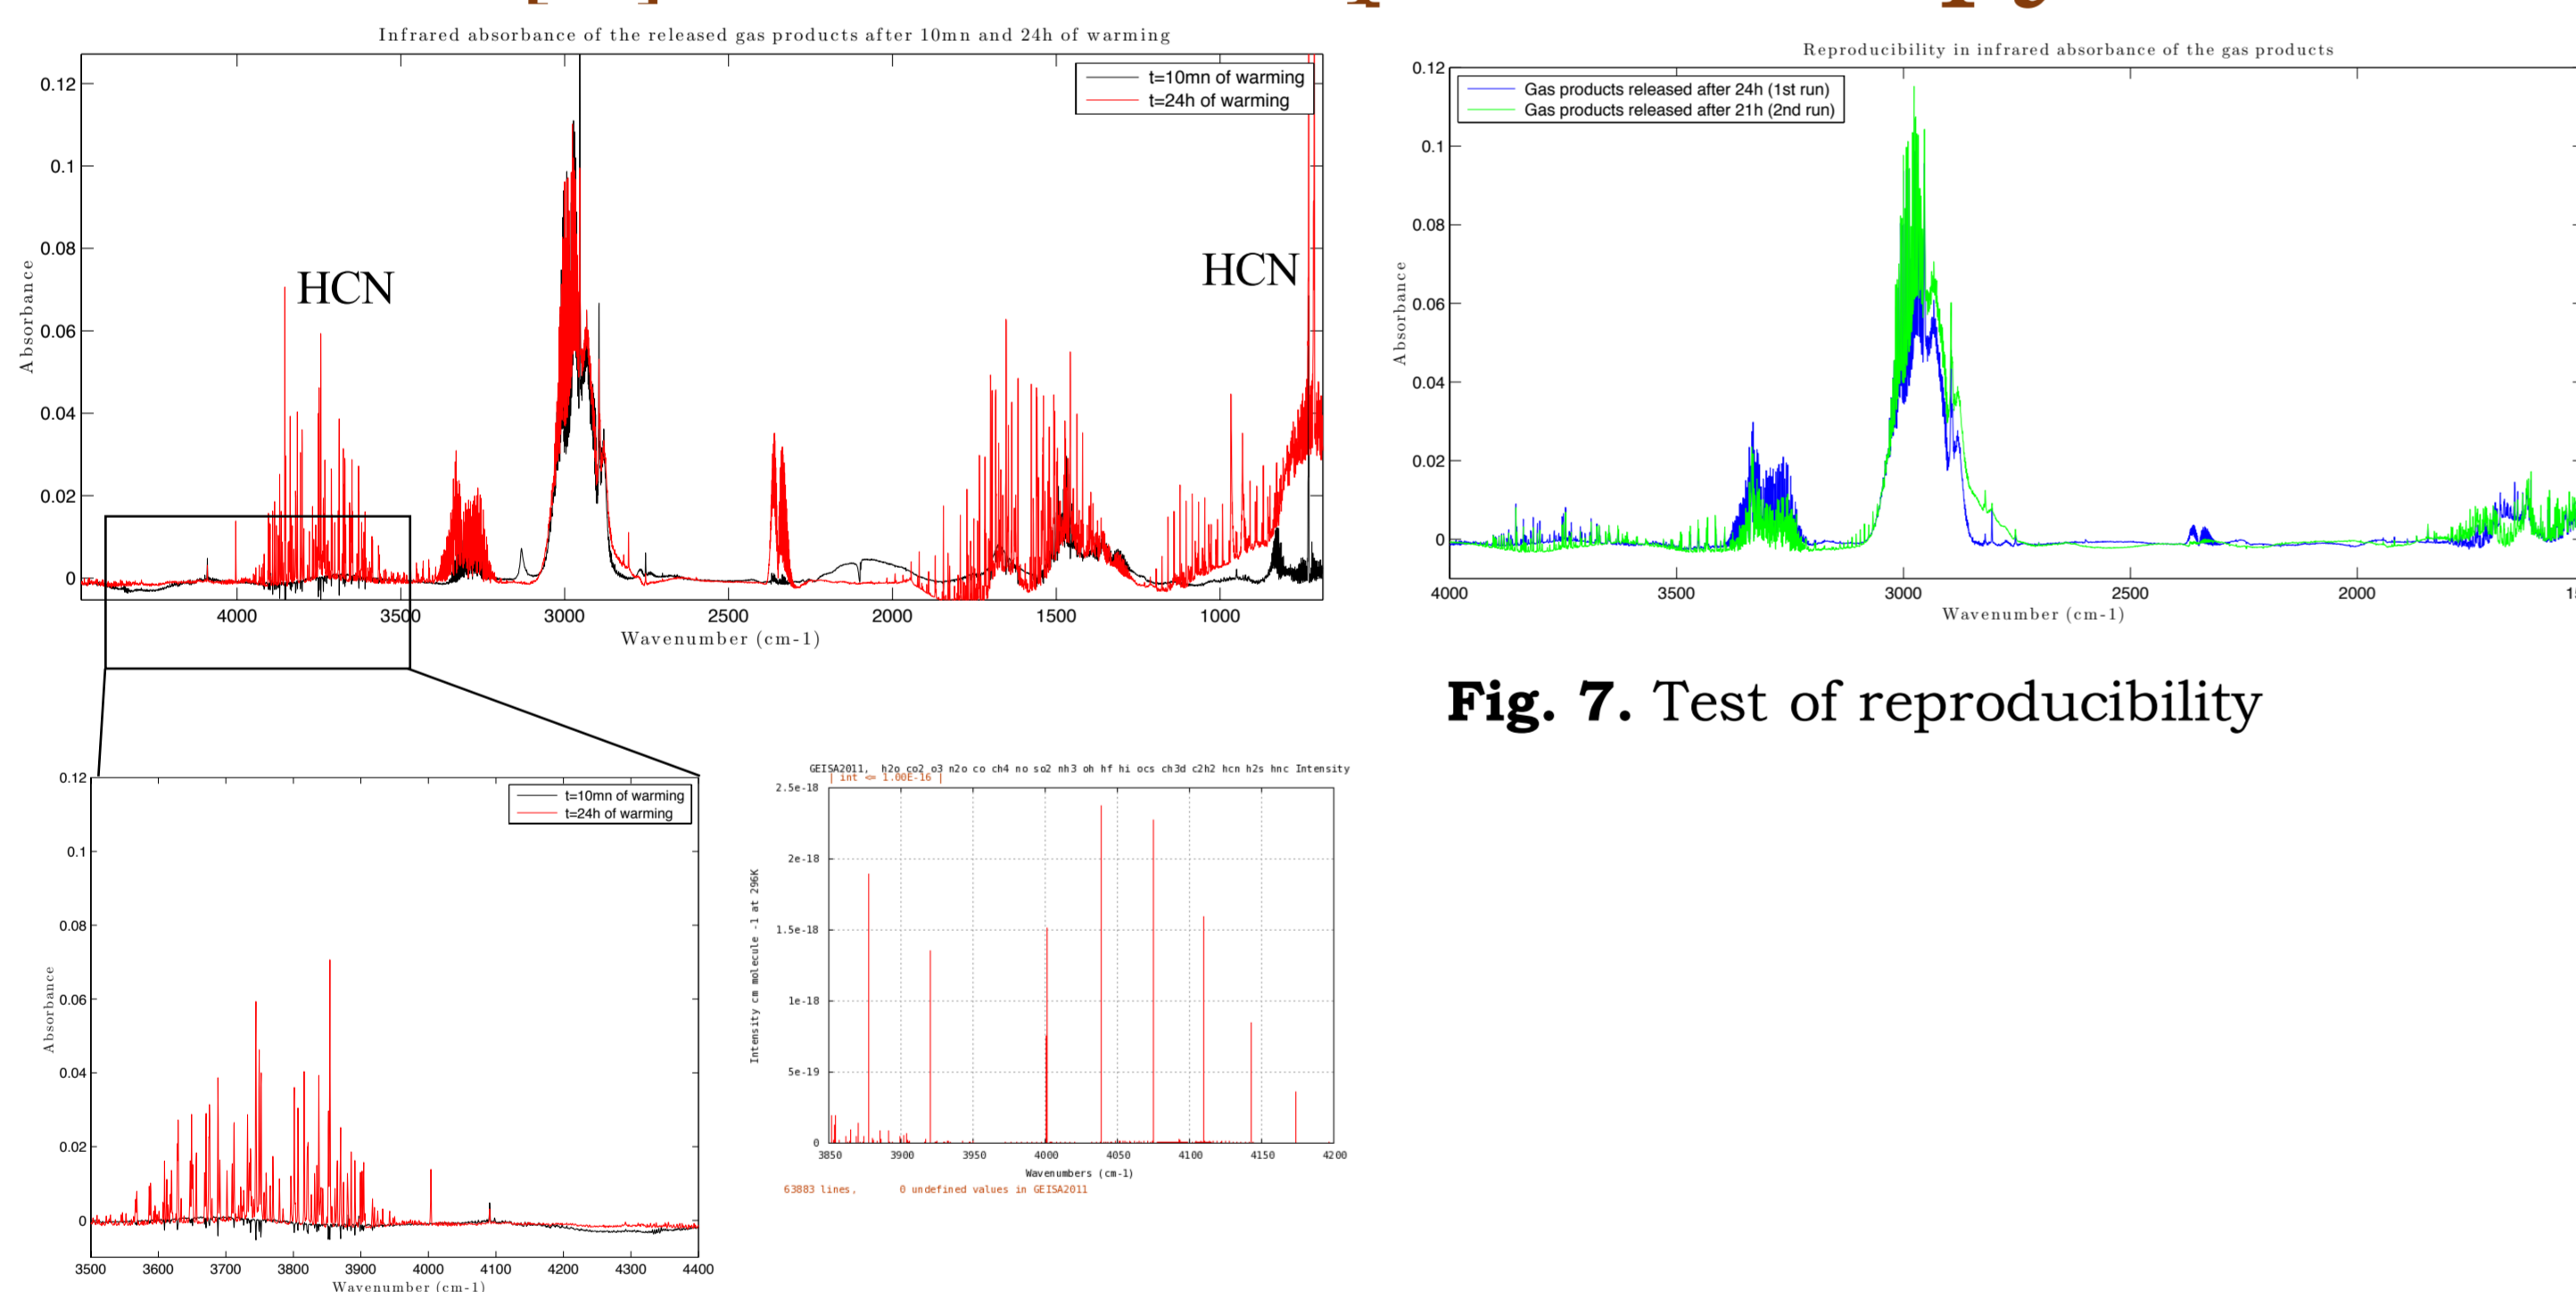 Infrared absorbance of the released gas products after 10mn and 24h of warming
t=10mn of warming
t=24h of warming
0.12
0.1
0.08
0.06
0.04
0.02
0
Absorbance
HCN
HCN
4000
3500
3000
2500
2000
1500
1000
Wavenumber (cm-1)
Reproducibility in infrared absorbance of the gas products
Gas products released after 24h (1st run)
Gas products released after 21h (2nd run)
0.12
0.1
0.08
0.06
0.04
0.02
0
Absorbance
4000
3500
3000
2500
2000
Wavenumber (cm-1)
Fig. 7. Test of reproducibility
t=10mn of warming
t=24h of warming
0.12
0.1
0.08
0.06
0.04
0.02
0
Absorbance
3500
3600
3700
3800
3900
4000
4100
4200
4300
4400
Wavenumber (cm-1)
GEISA2011, h2o co2 o3 n2o co ch4 no so2 nh3 oh hf hi ocs ch3d c2h2 hcn h2s hnc Intensity
| int <= 1.00E-16 |
2.5e-18
2e-18
1.5e-18
1e-18
5e-19
0
Intensity cm molecule -1 at 296K
3850
3900
3950
4000
4050
4100
4150
4200
Wavenumbers (cm-1)
63883 lines, 0 undefined values in GEISA2011